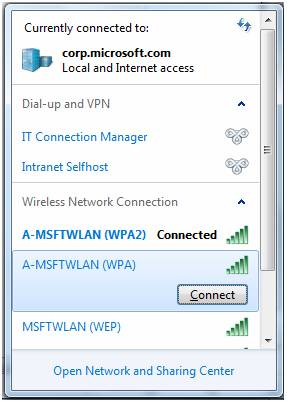 Currently connected to:
corp.microsoft.com
Local and Internet access
Dial-up and VPN
IT Connection Manager
Intranet Selfhost
Wireless Network Connection
A-MSFTWLAN (WPA2) Connected
A-MSFTWLAN (WPA)
Connect
MSFTWLAN (WEP)
Open Network and Sharing Center